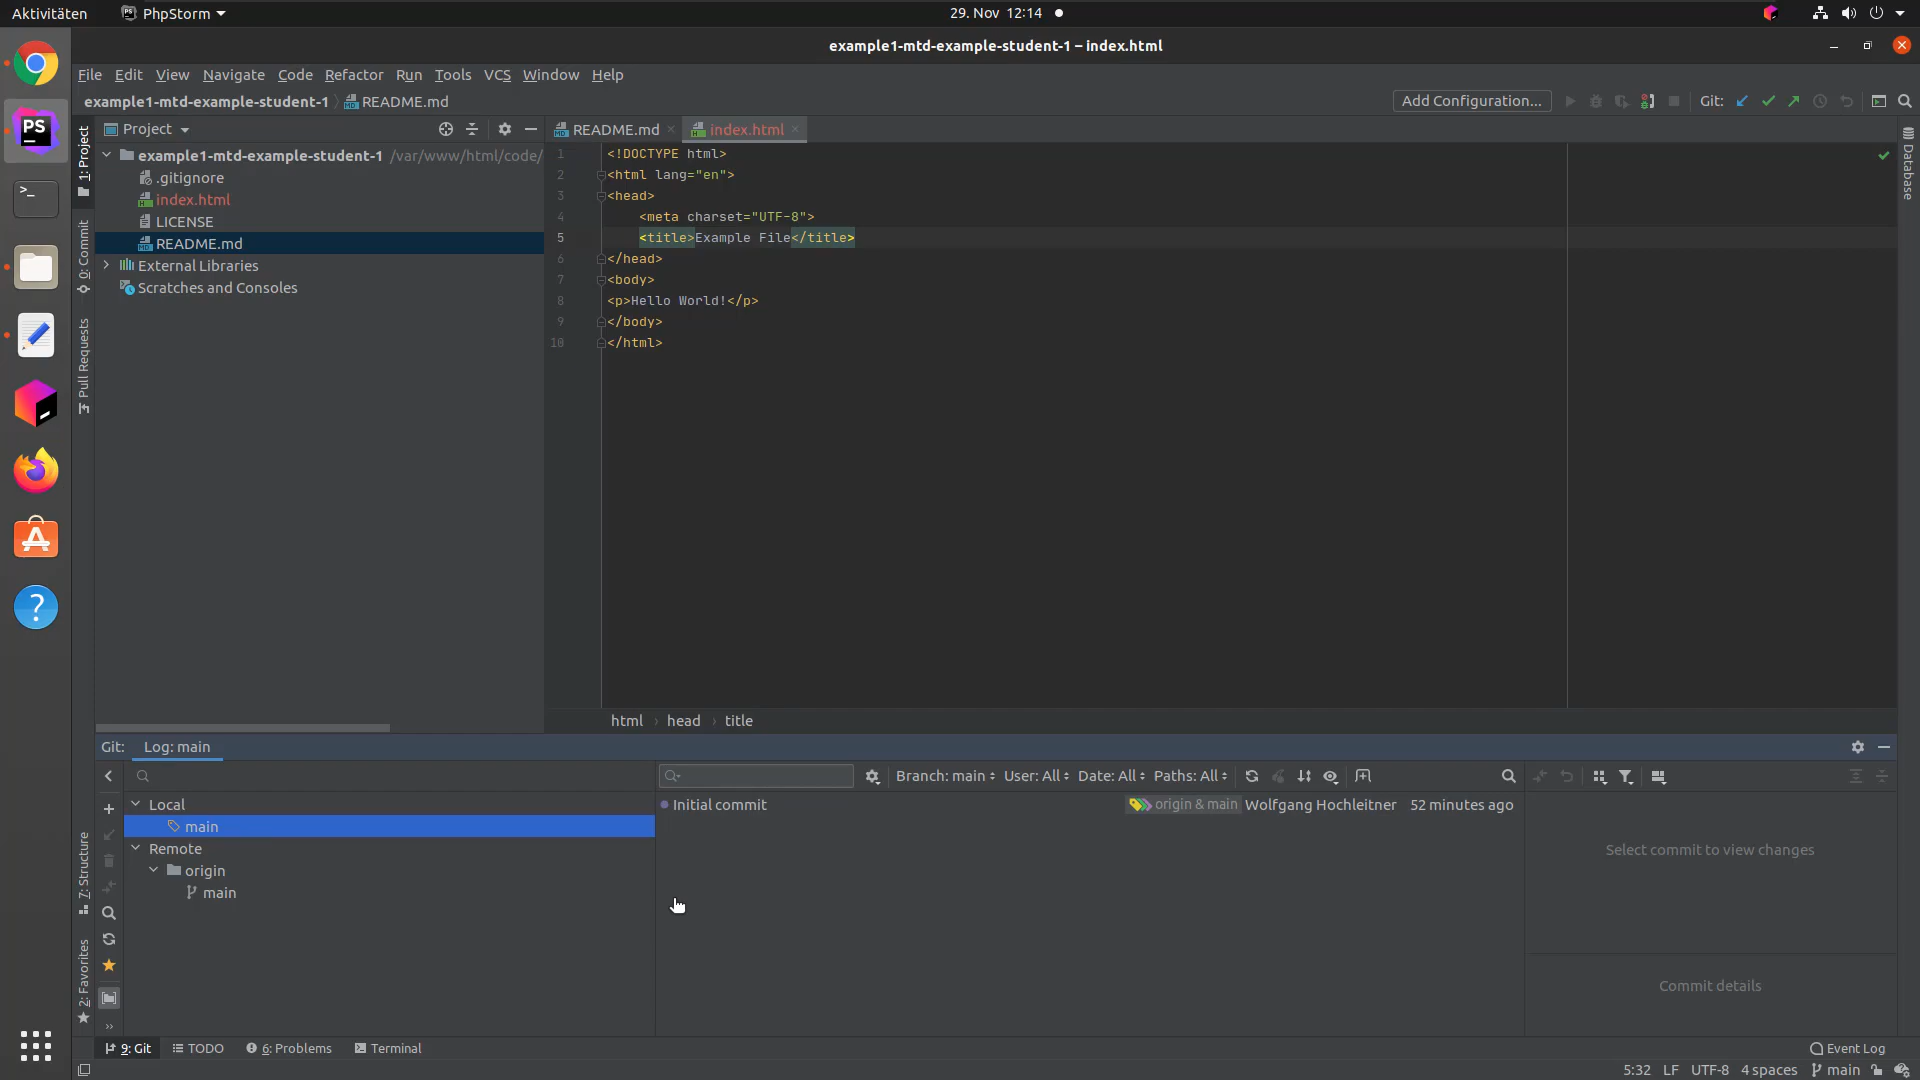 Aktivitäten
PhpStorm
29. Nov 12:14
example1-mtd-example-student-1 – index.html
File Edit View Navigate Code Refactor Run Tools VCS Window Help
example1-mtd-example-student-1 README.md
Add Configuration...
Git:
1: Project
0: Commit
Pull Requests
7: Structure
2: Favorites
Database
PS
Project
example1-mtd-example-student-1 /var/www/html/code/
.gitignore
index.html
LICENSE
README.md
External Libraries
Scratches and Consoles
README.md
index.html
1 <!DOCTYPE html>
2 <html lang="en">
3 <head>
4 <meta charset="UTF-8">
5 <title>Example File</title>
6 </head>
7 <body>
8 <p>Hello World!</p>
9 </body>
10 </html>
html › head › title
Git: Log: main
Branch: main User: All Date: All Paths: All
Local
main
Remote
origin
main
Initial commit origin & main Wolfgang Hochleitner 52 minutes ago
Select commit to view changes
Commit details
9: Git TODO 6: Problems Terminal
Event Log
5:32 LF UTF-8 4 spaces main